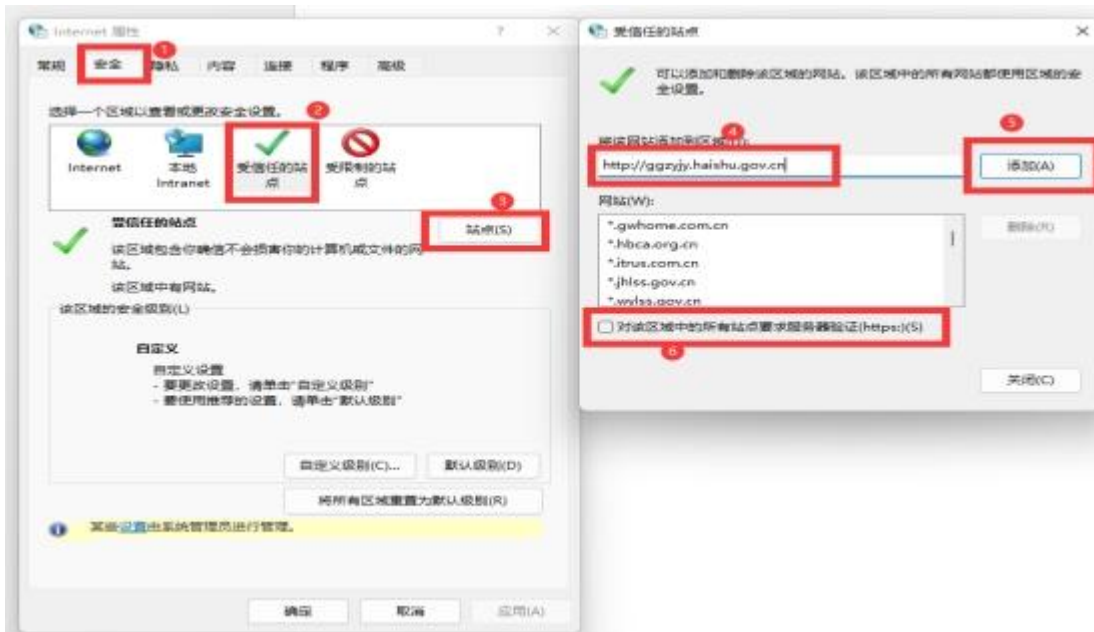 Internet 属性
? ×
1
常规 安全 隐私 内容 连接 程序 高级
选择一个区域以查看或更改安全设置。
2
Internet
本地
Intranet
受信任的站
点
受限制的站
点
3
受信任的站点
站点(S)
该区域包含你确信不会损害你的计算机或文件的网
站。
该区域中有网站。
该区域的安全级别(L)
自定义
自定义设置
- 要更改设置，请单击"自定义级别"
- 要使用推荐的设置，请单击"默认级别"
自定义级别(C)... 默认级别(D)
将所有区域重置为默认级别(R)
某些设置由系统管理员进行管理。
确定 取消 应用(A)
受信任的站点
×
可以添加和删除该区域的网站。该区域中的所有网站都使用区域的安
全设置。
4
5
将该网站添加到区域(D):
http://ggzyjy.haishu.gov.cn
添加(A)
网站(W):
*.gwhome.com.cn
*.hbca.org.cn
*.itrus.com.cn
*.jhlss.gov.cn
*.wylss.gov.cn
删除(R)
对该区域中的所有站点要求服务器验证(https:)(S)
6
关闭(C)